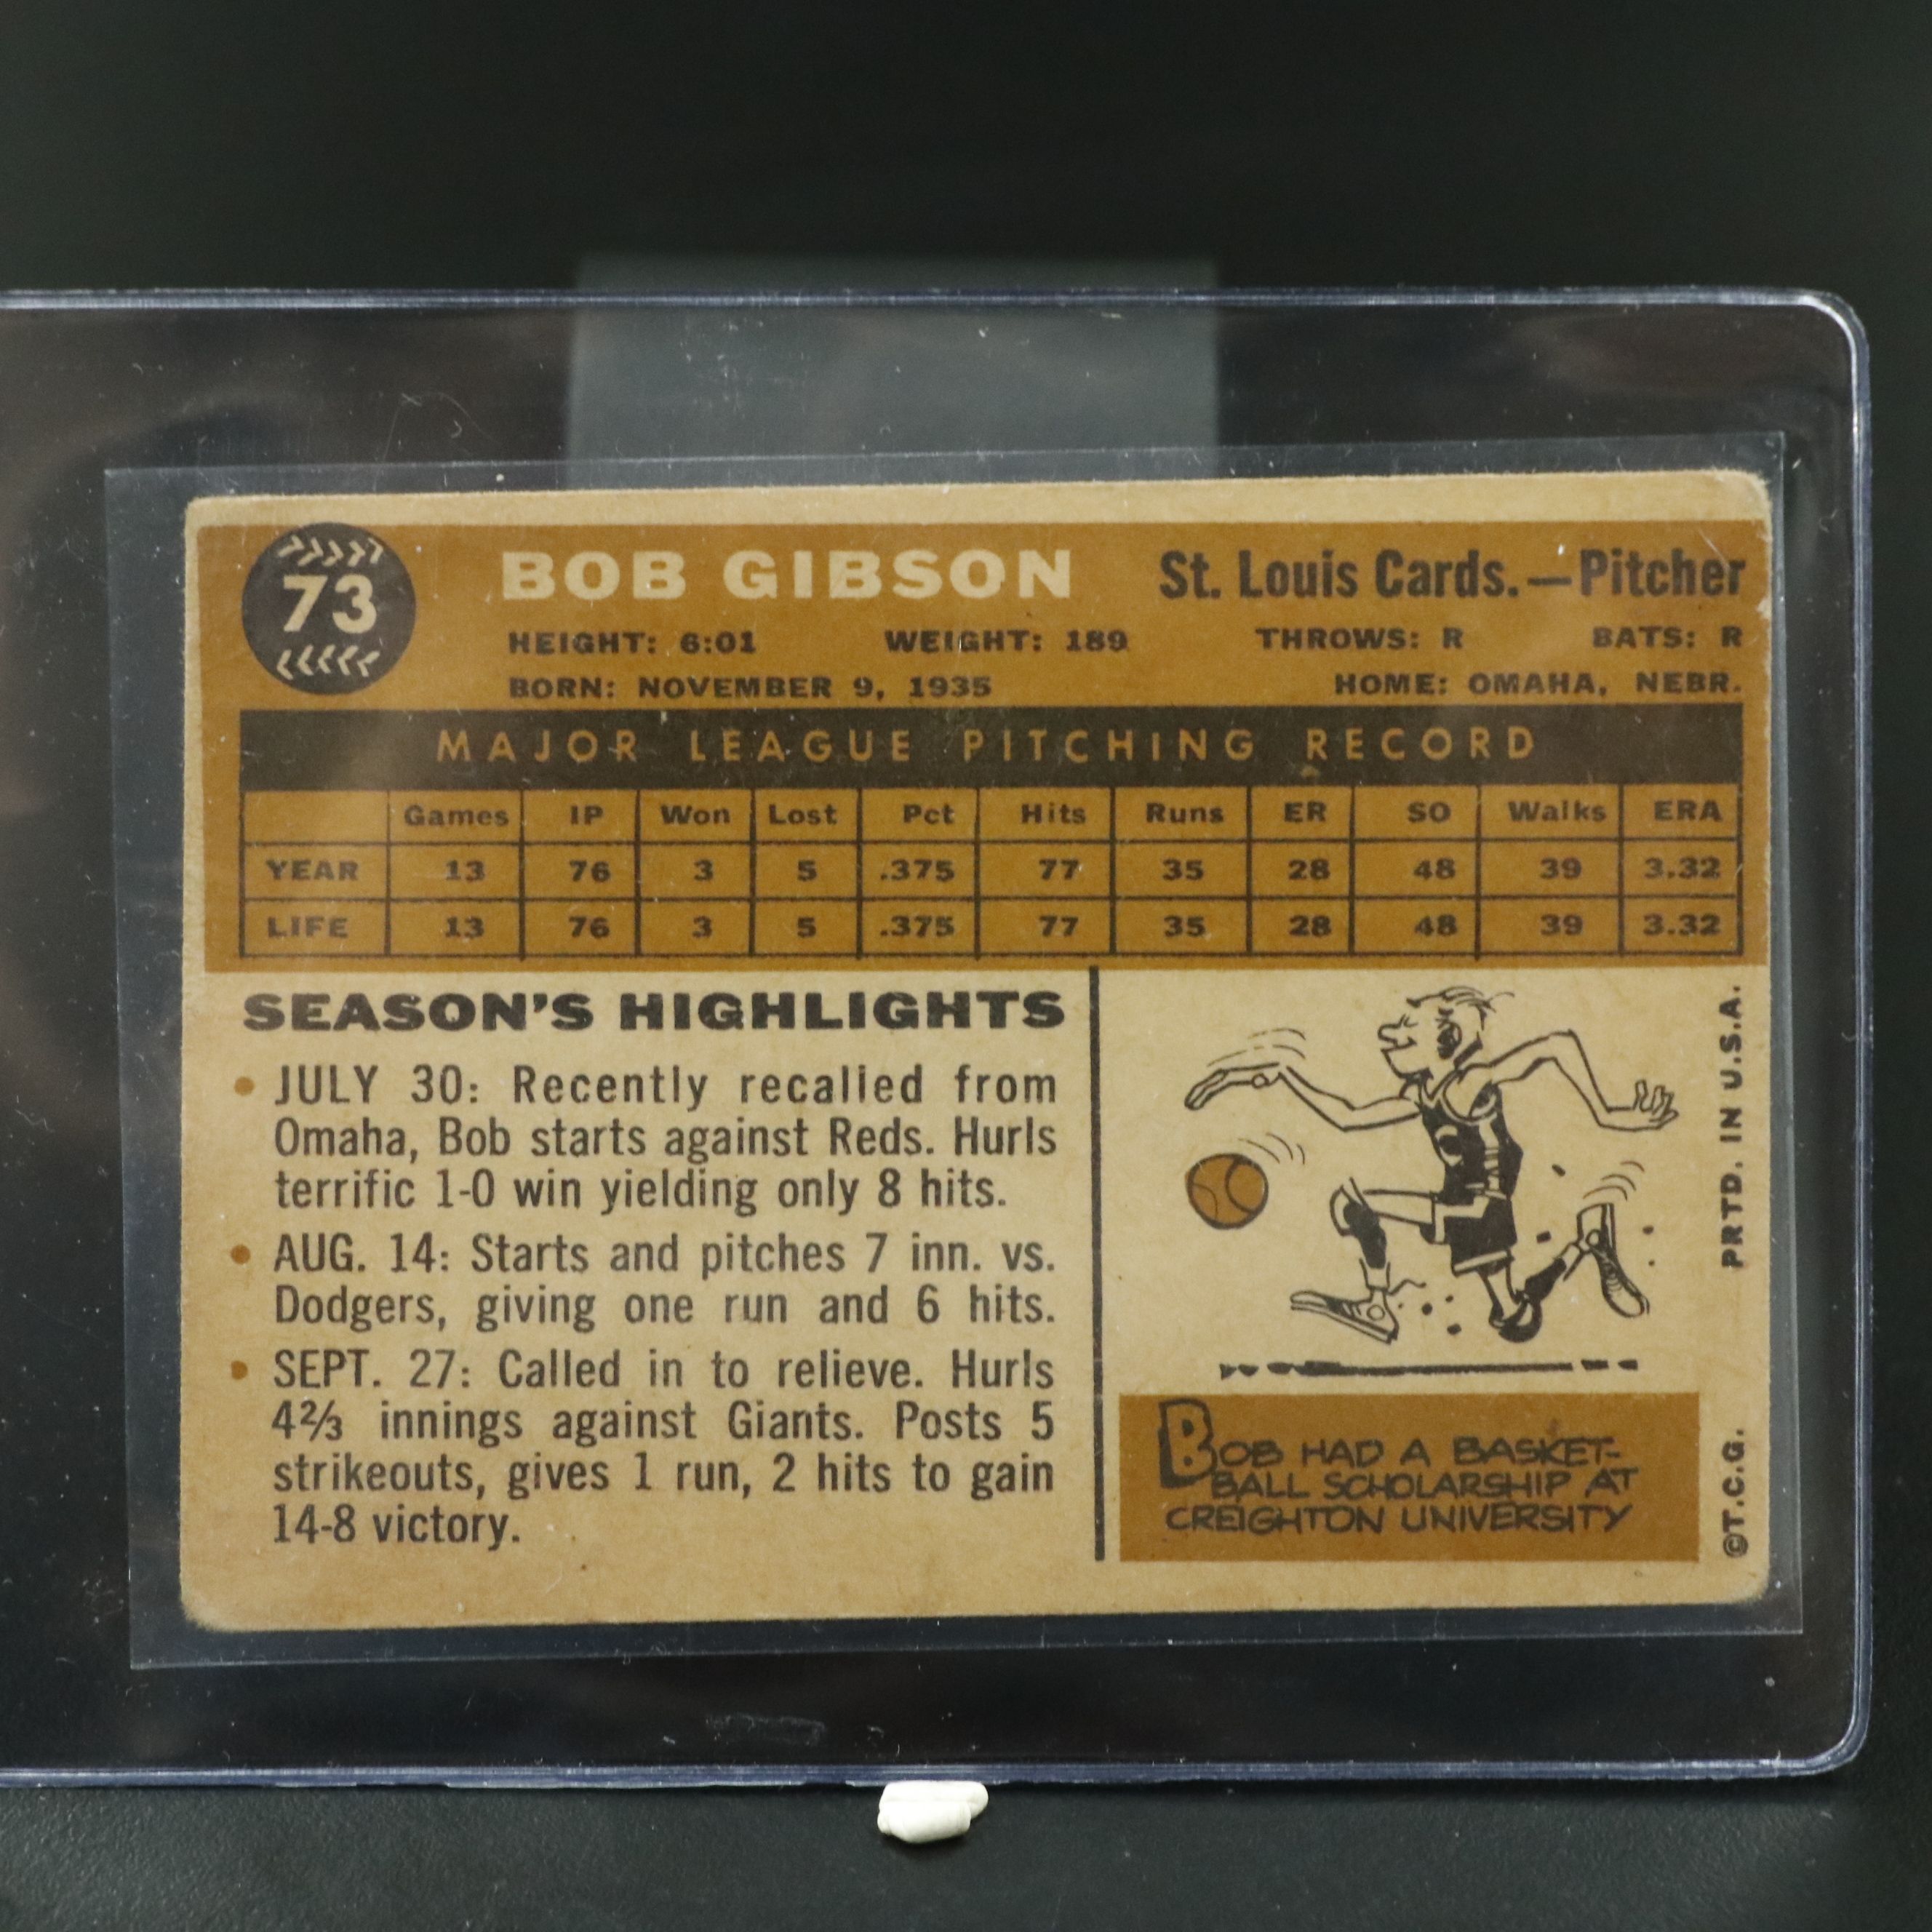 73
BOB GIBSON
St. Louis Cards.—Pitcher
HEIGHT: 6:01 WEIGHT: 189 THROWS: R BATS: R
BORN: NOVEMBER 9, 1935 HOME: OMAHA, NEBR.
MAJOR LEAGUE PITCHING RECORD
Games IP Won Lost Pct Hits Runs ER SO Walks ERA
YEAR 13 76 3 5 .375 77 35 28 48 39 3.32
LIFE 13 76 3 5 .375 77 35 28 48 39 3.32
SEASON'S HIGHLIGHTS
• JULY 30: Recently recalled from
Omaha, Bob starts against Reds. Hurls
terrific 1-0 win yielding only 8 hits.
• AUG. 14: Starts and pitches 7 inn. vs.
Dodgers, giving one run and 6 hits.
• SEPT. 27: Called in to relieve. Hurls
4⅔ innings against Giants. Posts 5
strikeouts, gives 1 run, 2 hits to gain
14-8 victory.
BOB HAD A BASKET-
BALL SCHOLARSHIP AT
CREIGHTON UNIVERSITY
©T.C.G. PRTD. IN U.S.A.